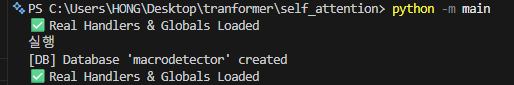 PS C:\Users\HONG\Desktop\tranformer\self_attention> python -m main
✅ Real Handlers & Globals Loaded
실행
[DB] Database 'macrodetector' created
✅ Real Handlers & Globals Loaded